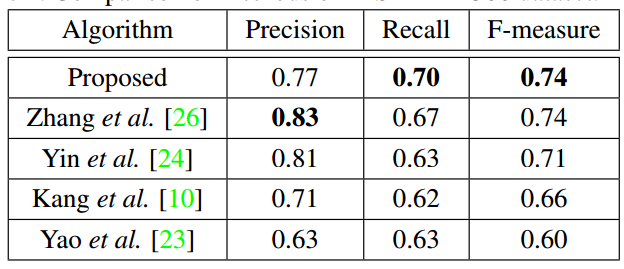 Algorithm Precision Recall F-measure
Proposed 0.77 0.70 0.74
Zhang et al. [26] 0.83 0.67 0.74
Yin et al. [24] 0.81 0.63 0.71
Kang et al. [10] 0.71 0.62 0.66
Yao et al. [23] 0.63 0.63 0.60